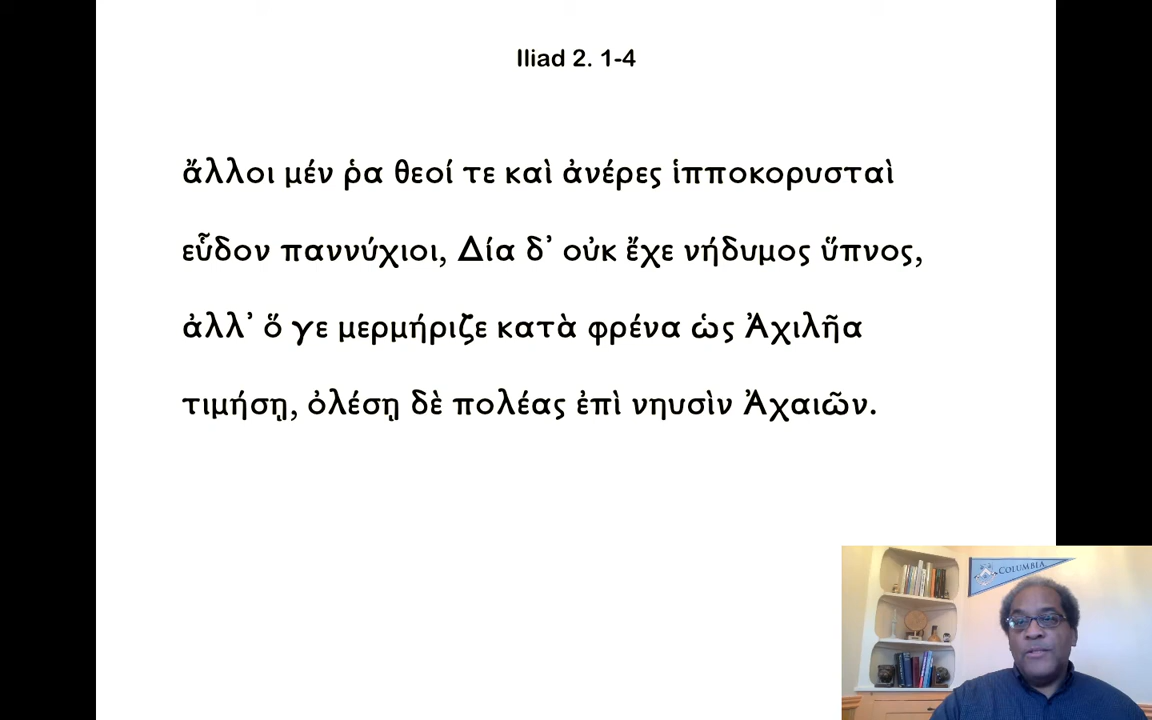 Iliad 2. 1-4
ἄλλοι μέν ῥα θεοί τε καὶ ἀνέρες ἱπποκορυσταὶ
εὗδον παννύχιοι, Δία δ᾽ οὐκ ἔχε νήδυμος ὕπνος,
ἀλλ᾽ ὅ γε μερμήριζε κατὰ φρένα ὡς Ἀχιλῆα
τιμήσῃ, ὀλέσῃ δὲ πολέας ἐπὶ νηυσὶν Ἀχαιῶν.
COLUMBIA